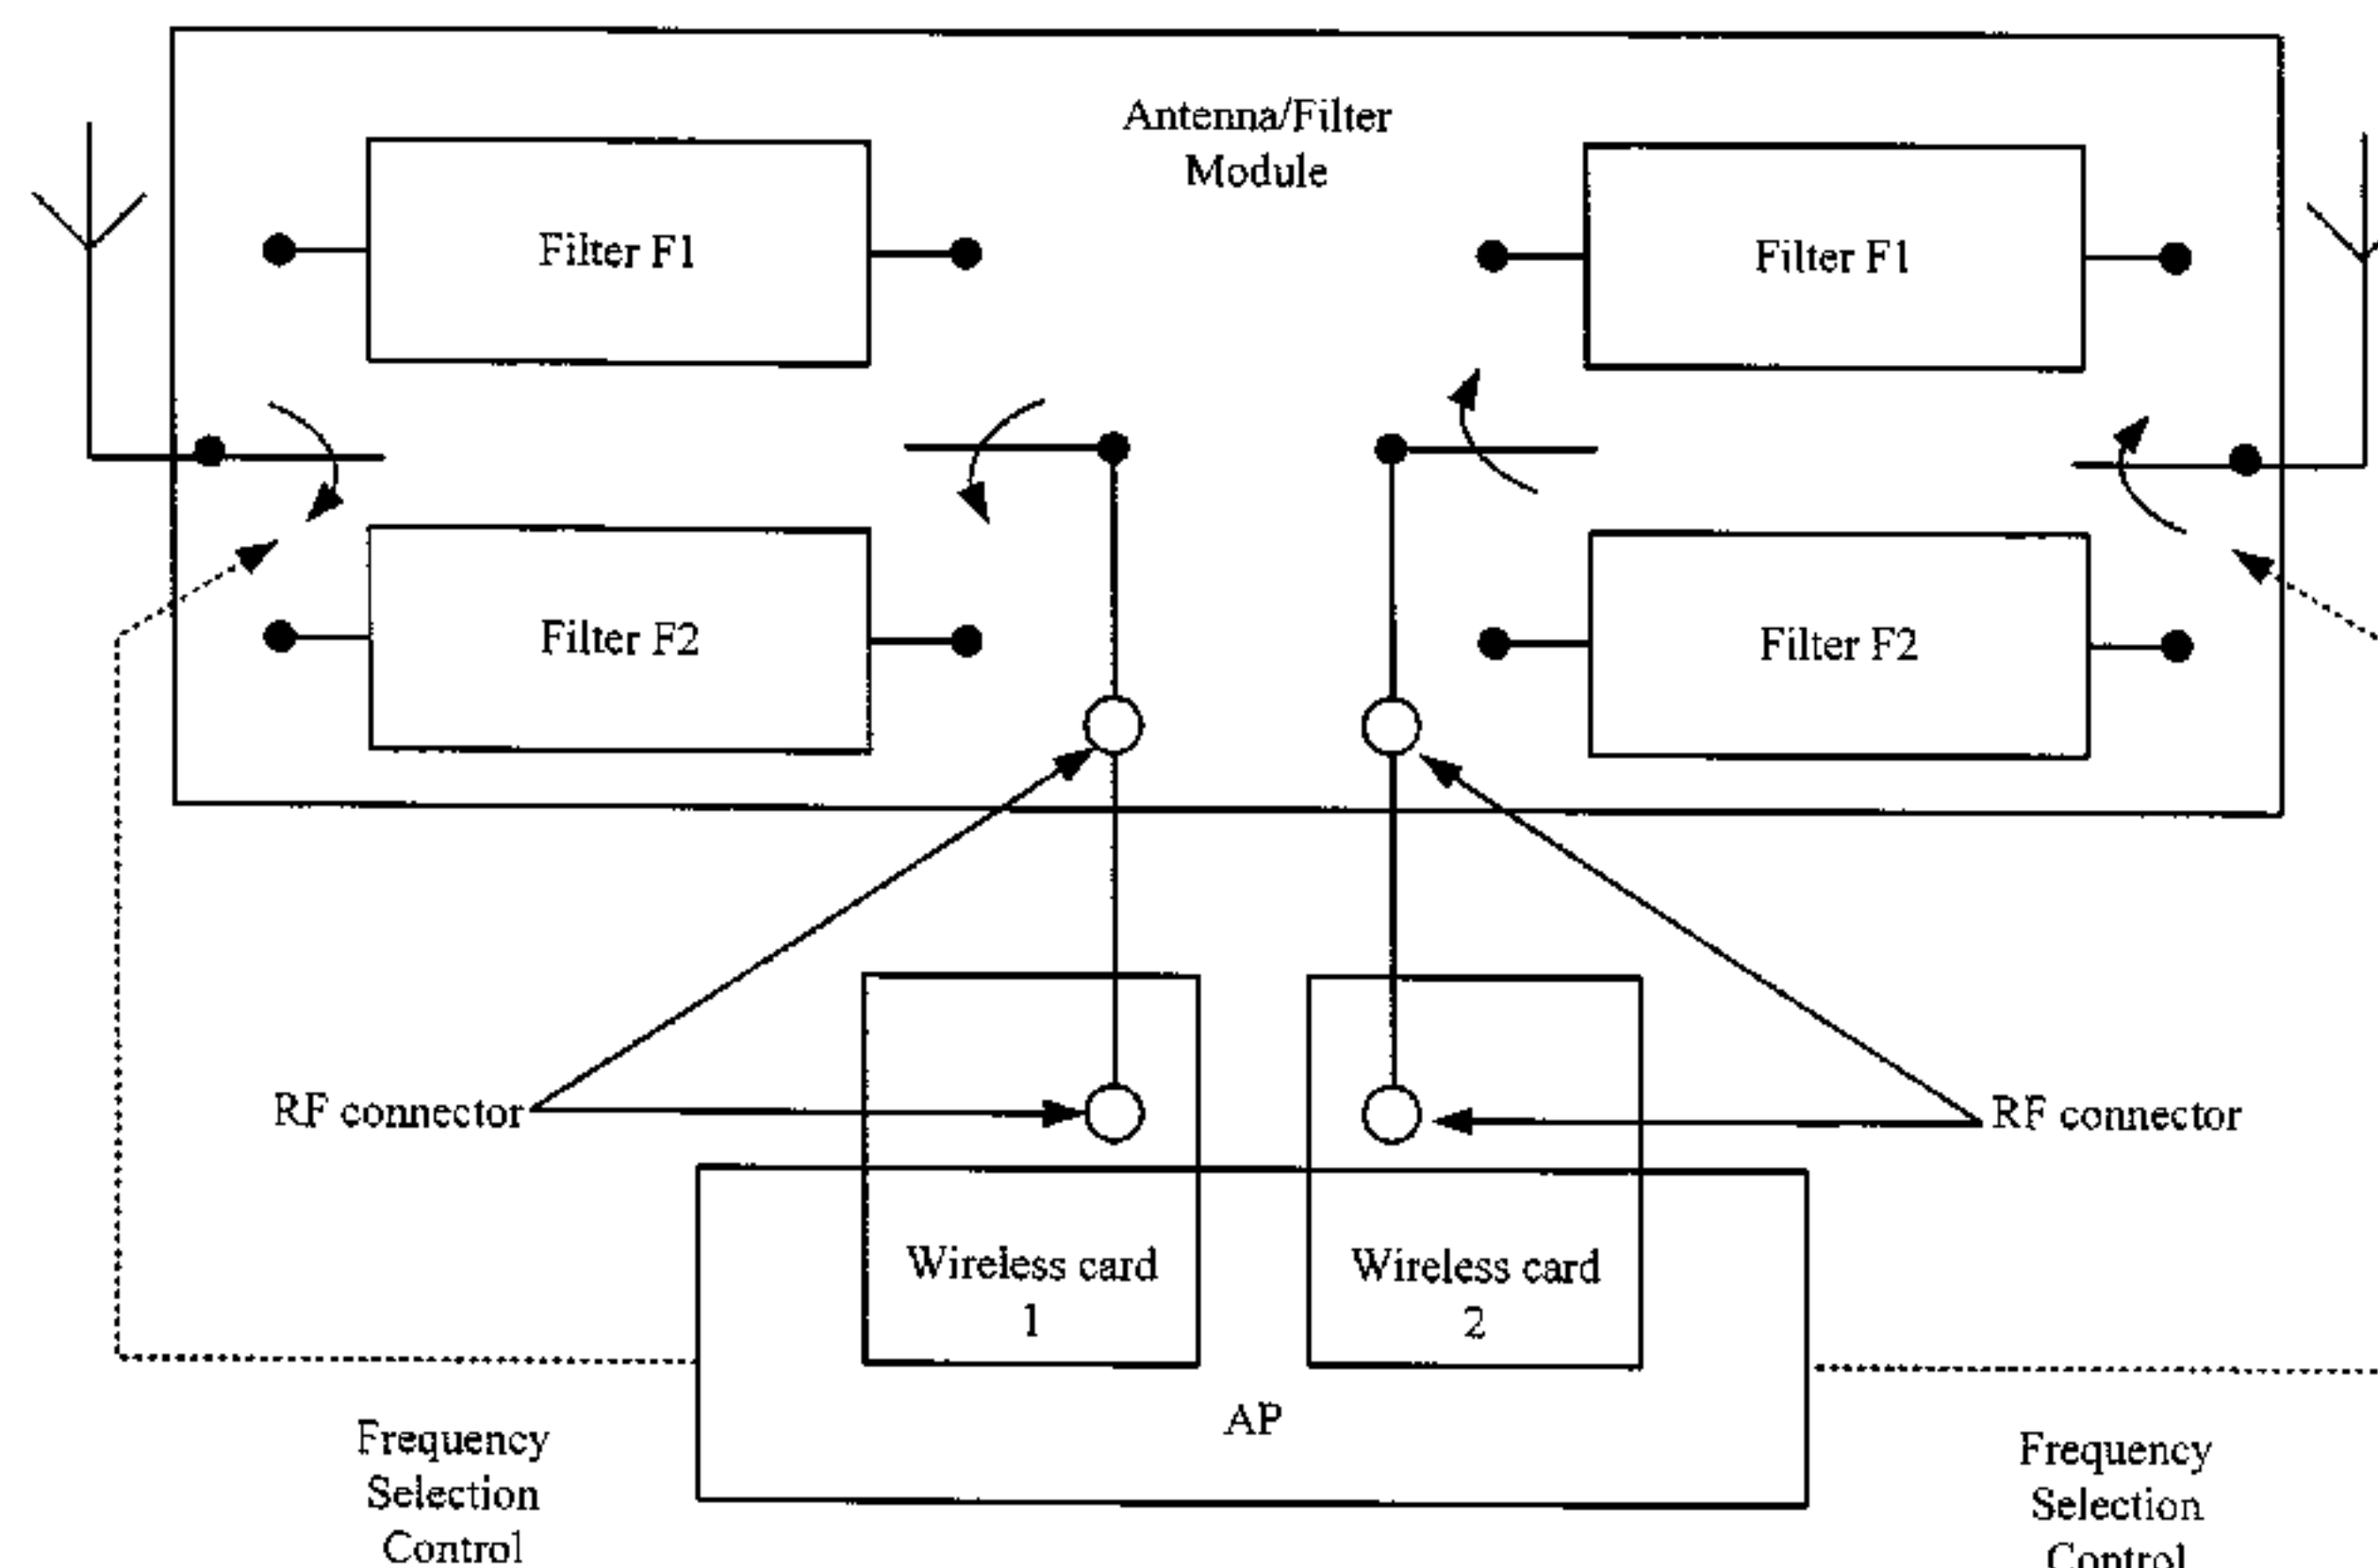 Antenna/Filter
Module
Filter F1
Filter F1
Filter F2
Filter F2
RF connector
RF connector
Wireless card
1
Wireless card
2
AP
Frequency
Selection
Control
Frequency
Selection
Control